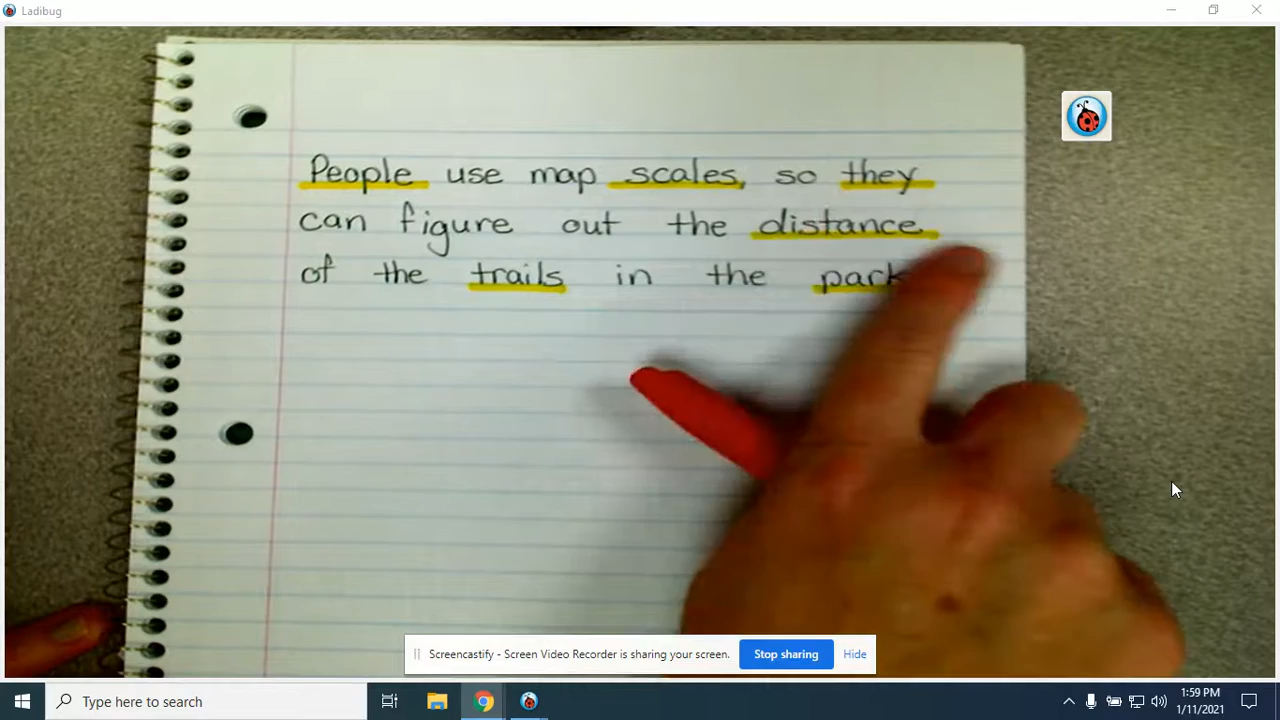 Ladibug
People use map scales, so they
can figure out the distance
of the trails in the park
Screencastify - Screen Video Recorder is sharing your screen. Stop sharing Hide
Type here to search
1:59 PM
1/11/2021